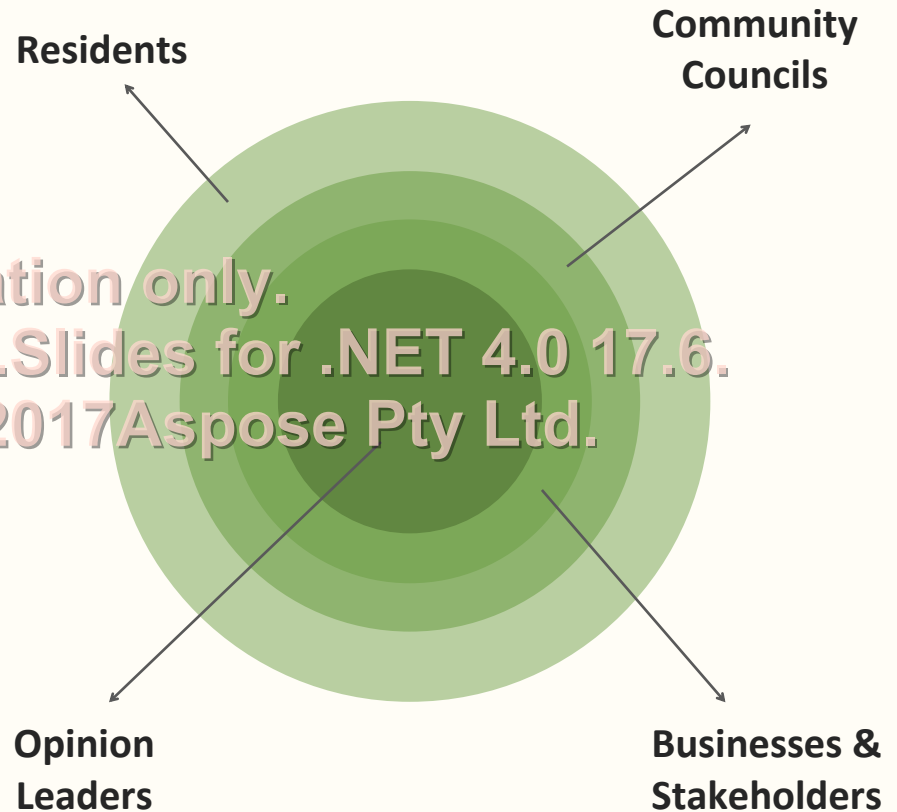 Residents
Community
Councils
ation only.
.Slides for .NET 4.0 17.6.
2017Aspose Pty Ltd.
Opinion
Leaders
Businesses &
Stakeholders